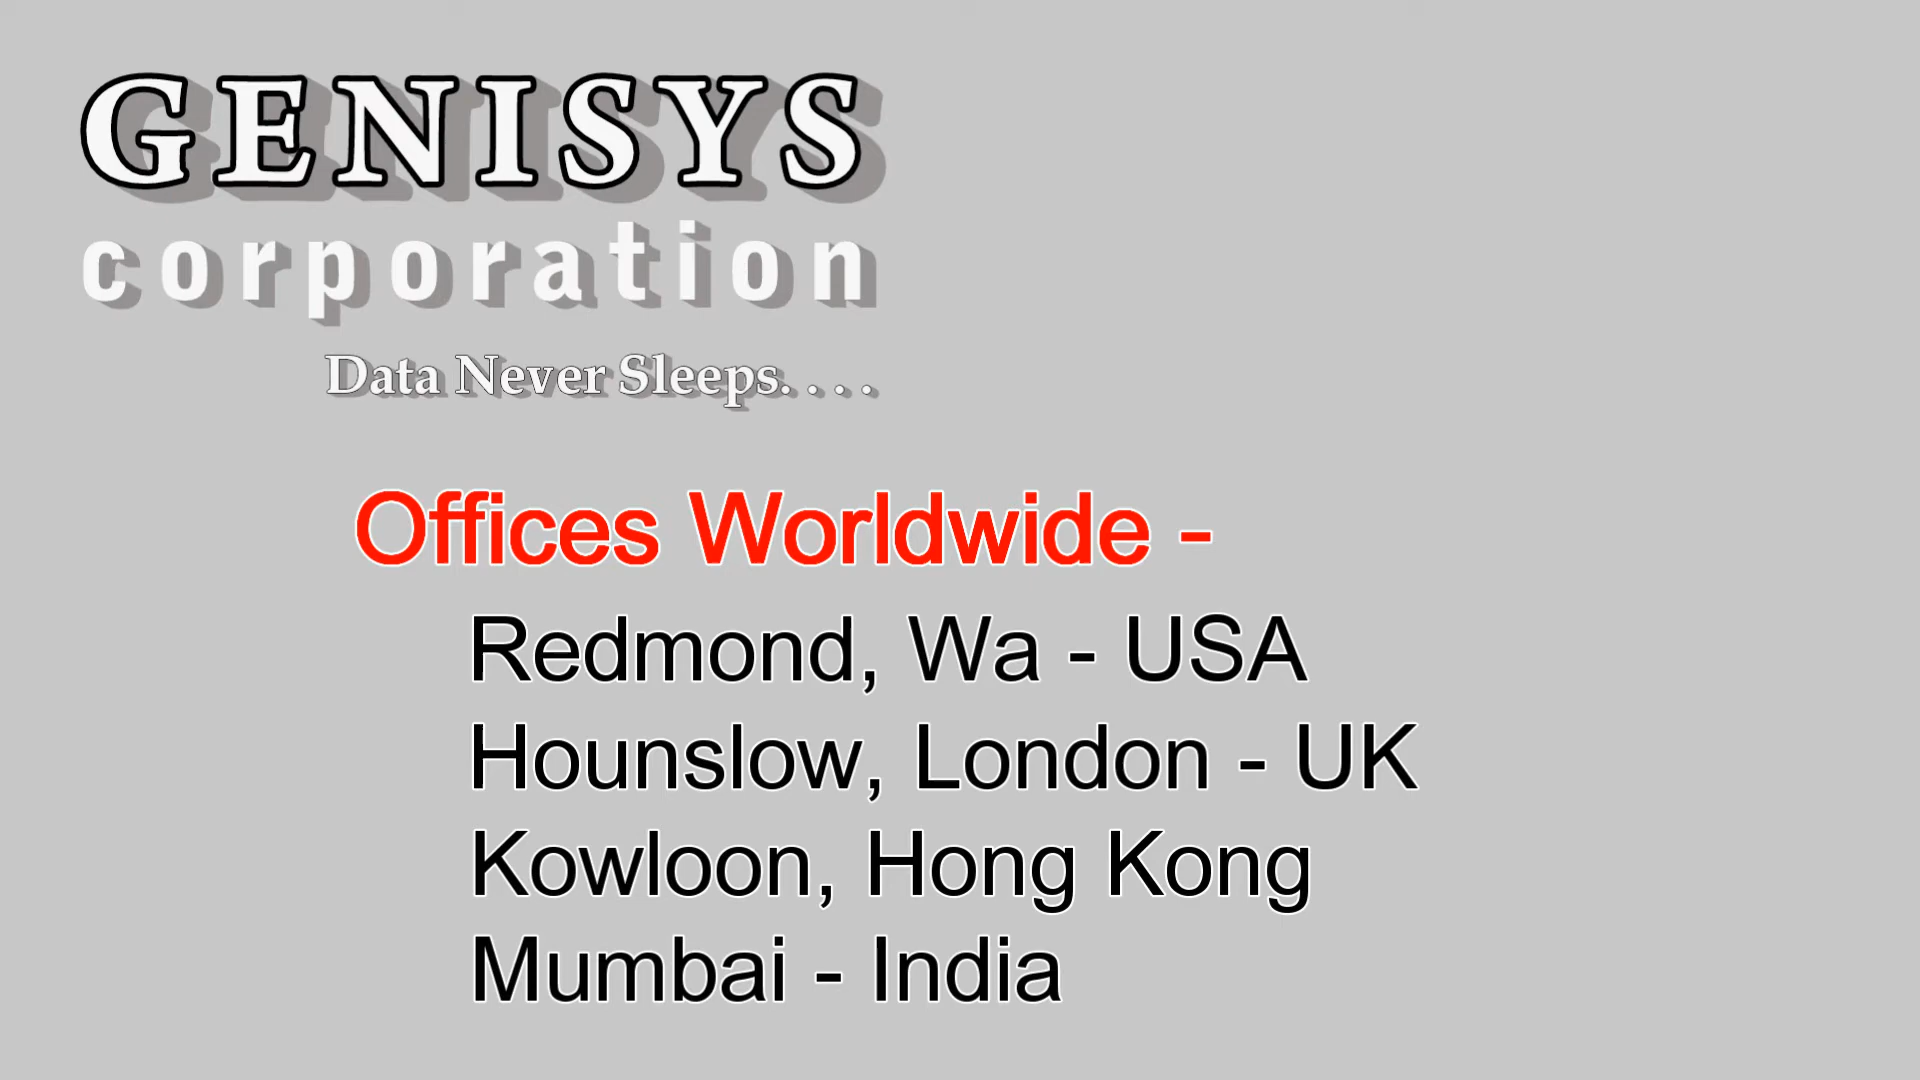 GENISYS
corporation
Data Never Sleeps. . . .
Offices Worldwide -
Redmond, Wa - USA
Hounslow, London - UK
Kowloon, Hong Kong
Mumbai - India